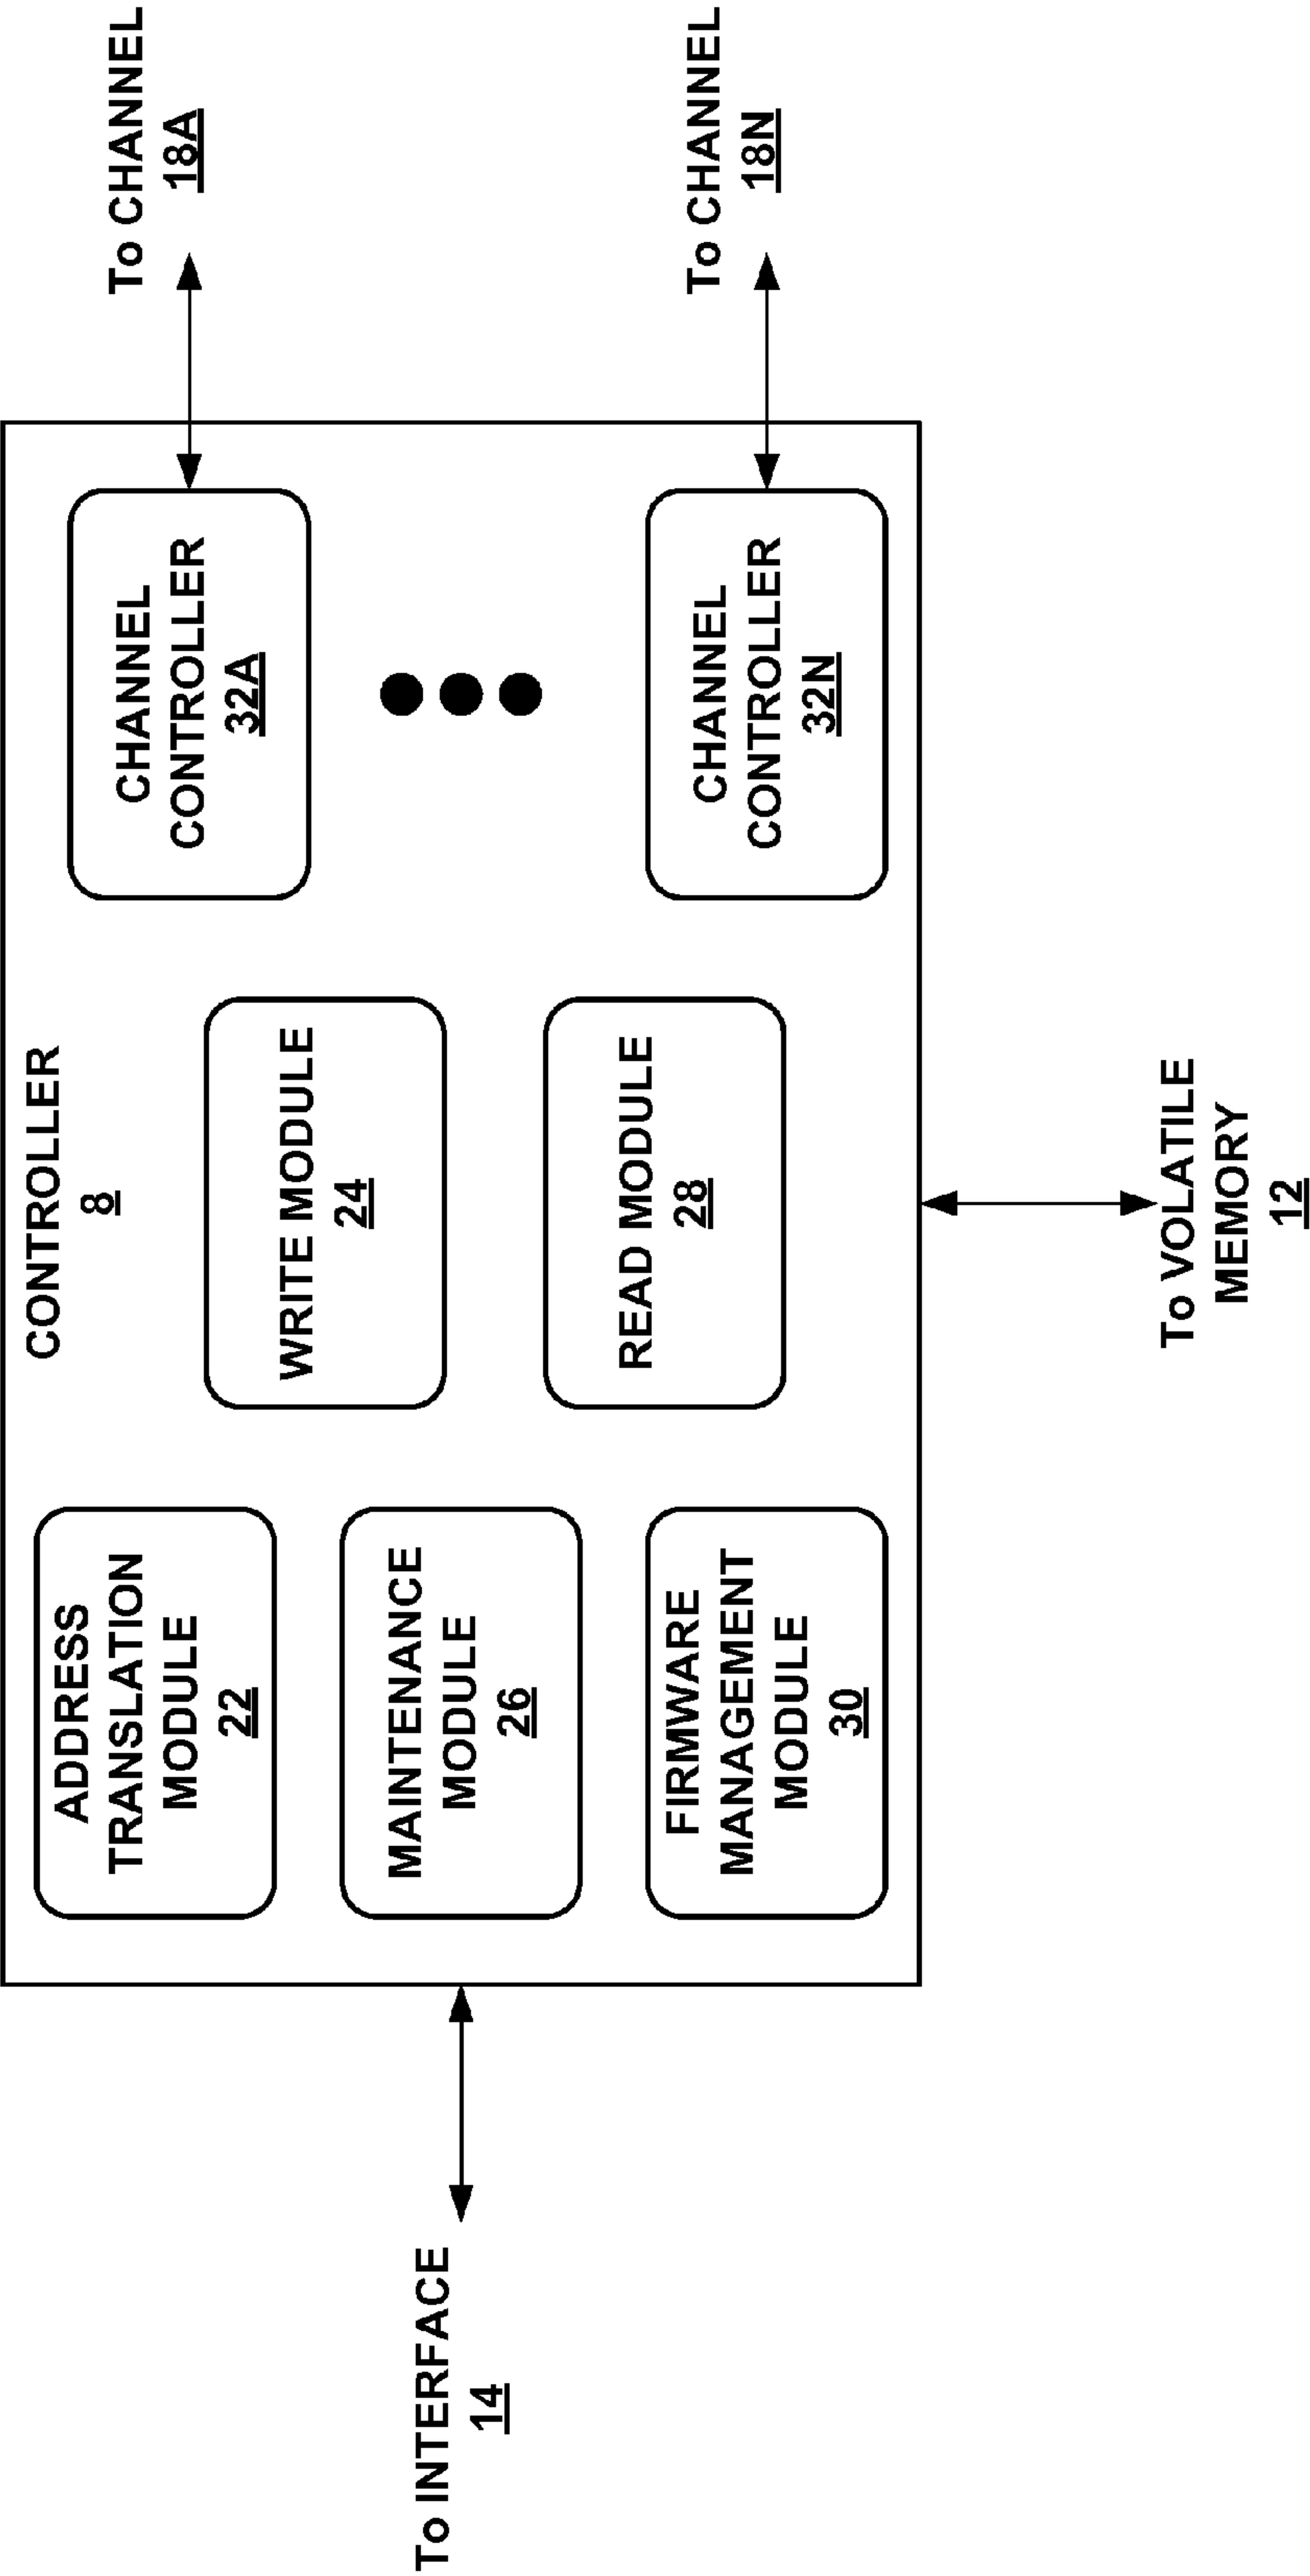 CONTROLLER
8
ADDRESS
TRANSLATION
MODULE
22
MAINTENANCE
MODULE
26
FIRMWARE
MANAGEMENT
MODULE
30
WRITE MODULE
24
READ MODULE
28
CHANNEL
CONTROLLER
32A
CHANNEL
CONTROLLER
32N
To CHANNEL
18A
To CHANNEL
18N
To INTERFACE
14
To VOLATILE
MEMORY
12